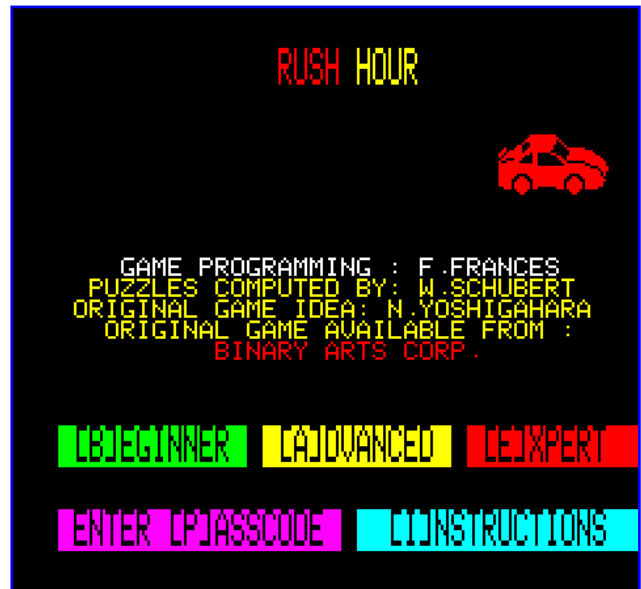 RUSH HOUR
GAME PROGRAMMING : F.FRANCES
PUZZLES COMPUTED BY: W.SCHUBERT
ORIGINAL GAME IDEA: N.YOSHIGAHARA
ORIGINAL GAME AVAILABLE FROM :
BINARY ARTS CORP.
[B]EGINNER [A]DVANCED [E]XPERT
ENTER [P]ASSCODE [I]NSTRUCTIONS